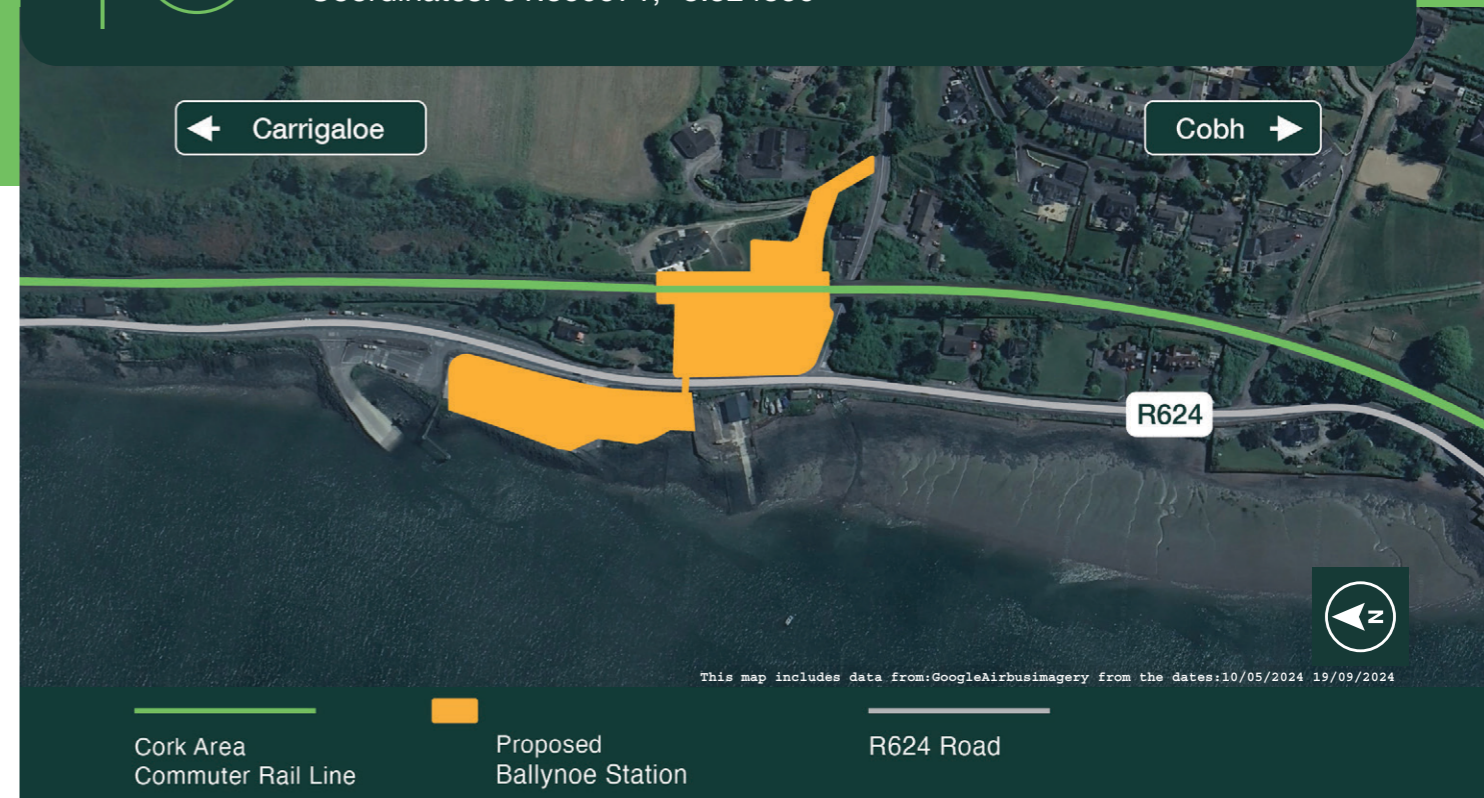 Carrigaloe
Cobh
R624
N
This map includes data from:GoogleAirbusimagery from the dates:10/05/2024 19/09/2024
Cork Area
Commuter Rail Line
Proposed
Ballynoe Station
R624 Road